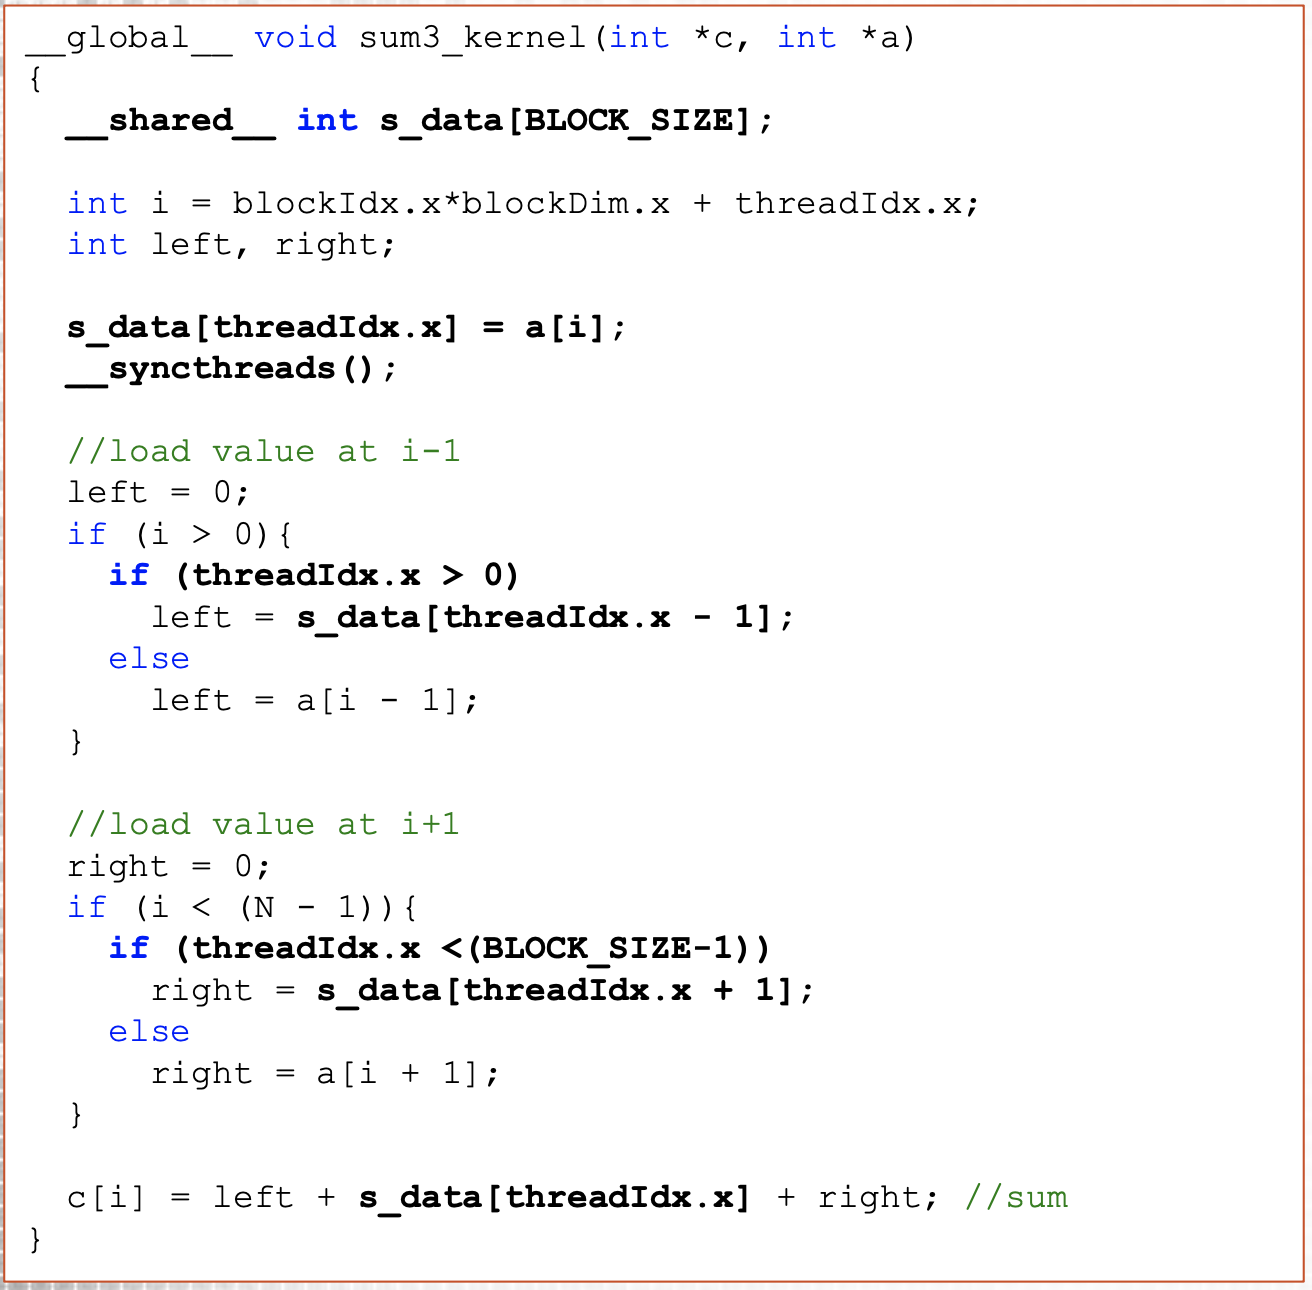 __global__ void sum3_kernel(int *c, int *a)
{
  __shared__ int s_data[BLOCK_SIZE];

  int i = blockIdx.x*blockDim.x + threadIdx.x;
  int left, right;

  s_data[threadIdx.x] = a[i];
  __syncthreads();

  //load value at i-1
  left = 0;
  if (i > 0){
    if (threadIdx.x > 0)
      left = s_data[threadIdx.x - 1];
    else
      left = a[i - 1];
  }

  //load value at i+1
  right = 0;
  if (i < (N - 1)){
    if (threadIdx.x <(BLOCK_SIZE-1))
      right = s_data[threadIdx.x + 1];
    else
      right = a[i + 1];
  }

  c[i] = left + s_data[threadIdx.x] + right; //sum
}